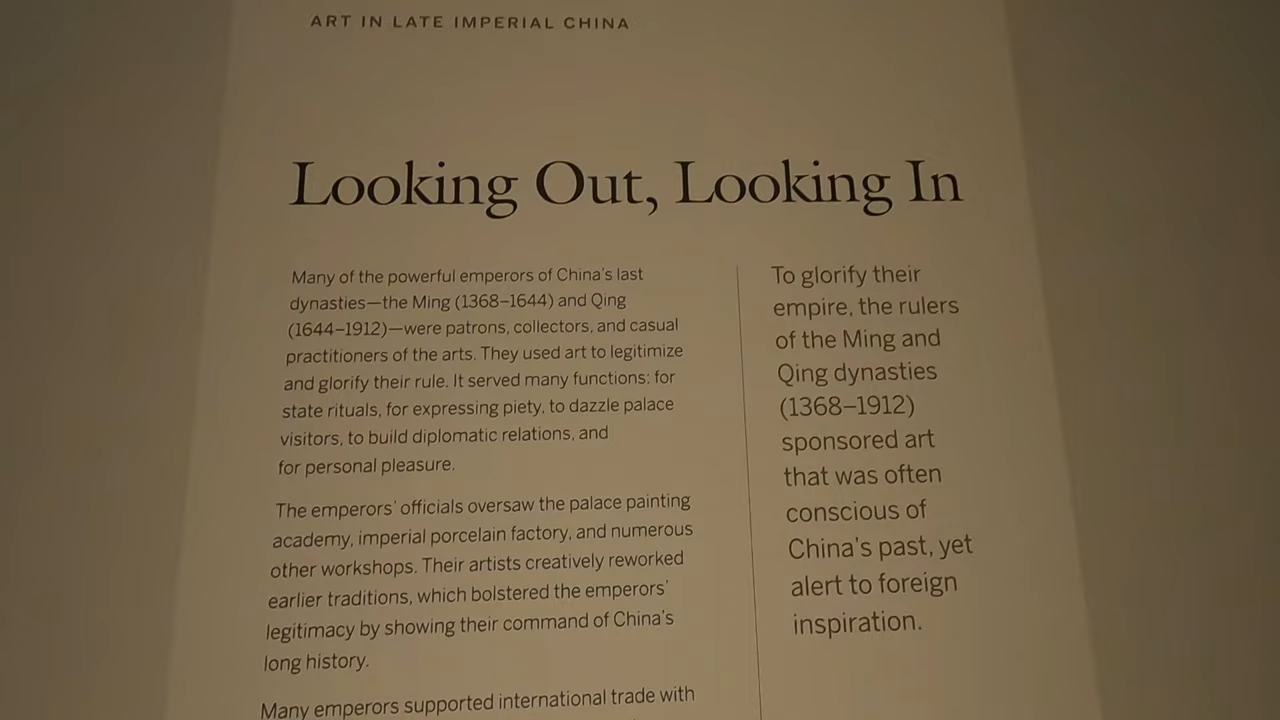 ART IN LATE IMPERIAL CHINA
Looking Out, Looking In
Many of the powerful emperors of China's last
dynasties—the Ming (1368–1644) and Qing
(1644–1912)—were patrons, collectors, and casual
practitioners of the arts. They used art to legitimize
and glorify their rule. It served many functions: for
state rituals, for expressing piety, to dazzle palace
visitors, to build diplomatic relations, and
for personal pleasure.
The emperors' officials oversaw the palace painting
academy, imperial porcelain factory, and numerous
other workshops. Their artists creatively reworked
earlier traditions, which bolstered the emperors'
legitimacy by showing their command of China's
long history.
Many emperors supported international trade with
To glorify their
empire, the rulers
of the Ming and
Qing dynasties
(1368–1912)
sponsored art
that was often
conscious of
China's past, yet
alert to foreign
inspiration.